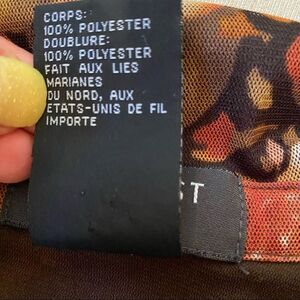 CORPS:
100% POLYESTER
DOUBLURE:
100% POLYESTER
FAIT AUX LIES
MARIANES
DU NORD, AUX
ETATS-UNIS DE FIL
IMPORTE